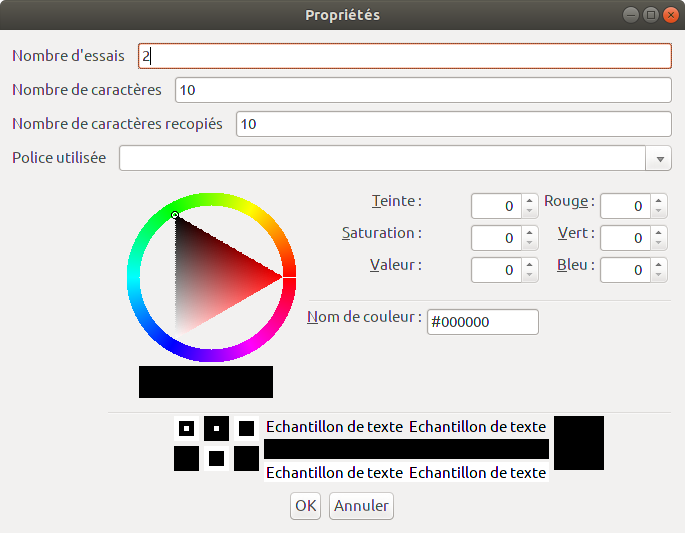 Propriétés
Nombre d'essais 2
Nombre de caractères 10
Nombre de caractères recopiés 10
Police utilisée
Teinte : 0 Rouge : 0
Saturation : 0 Vert : 0
Valeur : 0 Bleu : 0
Nom de couleur : #000000
Echantillon de texte Echantillon de texte
Echantillon de texte Echantillon de texte
OK Annuler